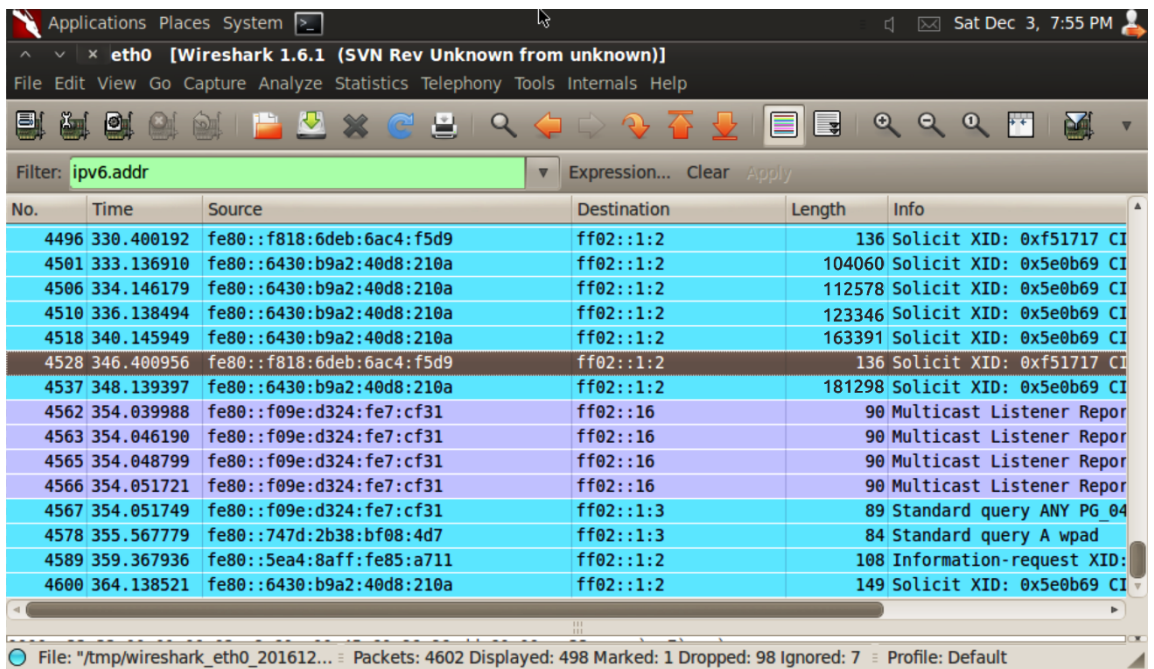 Applications Places System Sat Dec 3, 7:55 PM
eth0 [Wireshark 1.6.1 (SVN Rev Unknown from unknown)]
File Edit View Go Capture Analyze Statistics Telephony Tools Internals Help
Filter: ipv6.addr Expression... Clear Apply
No. Time Source Destination Length Info
4496 330.400192 fe80::f818:6deb:6ac4:f5d9 ff02::1:2 136 Solicit XID: 0xf51717 CI
4501 333.136910 fe80::6430:b9a2:40d8:210a ff02::1:2 104060 Solicit XID: 0x5e0b69 CI
4506 334.146179 fe80::6430:b9a2:40d8:210a ff02::1:2 112578 Solicit XID: 0x5e0b69 CI
4510 336.138494 fe80::6430:b9a2:40d8:210a ff02::1:2 123346 Solicit XID: 0x5e0b69 CI
4518 340.145949 fe80::6430:b9a2:40d8:210a ff02::1:2 163391 Solicit XID: 0x5e0b69 CI
4528 346.400956 fe80::f818:6deb:6ac4:f5d9 ff02::1:2 136 Solicit XID: 0xf51717 CI
4537 348.139397 fe80::6430:b9a2:40d8:210a ff02::1:2 181298 Solicit XID: 0x5e0b69 CI
4562 354.039988 fe80::f09e:d324:fe7:cf31 ff02::16 90 Multicast Listener Repor
4563 354.046190 fe80::f09e:d324:fe7:cf31 ff02::16 90 Multicast Listener Repor
4565 354.048799 fe80::f09e:d324:fe7:cf31 ff02::16 90 Multicast Listener Repor
4566 354.051721 fe80::f09e:d324:fe7:cf31 ff02::16 90 Multicast Listener Repor
4567 354.051749 fe80::f09e:d324:fe7:cf31 ff02::1:3 89 Standard query ANY PG_04
4578 355.567779 fe80::747d:2b38:bf08:4d7 ff02::1:3 84 Standard query A wpad
4589 359.367936 fe80::5ea4:8aff:fe85:a711 ff02::1:2 108 Information-request XID:
4600 364.138521 fe80::6430:b9a2:40d8:210a ff02::1:2 149 Solicit XID: 0x5e0b69 CI
File: "/tmp/wireshark_eth0_201612... Packets: 4602 Displayed: 498 Marked: 1 Dropped: 98 Ignored: 7 Profile: Default